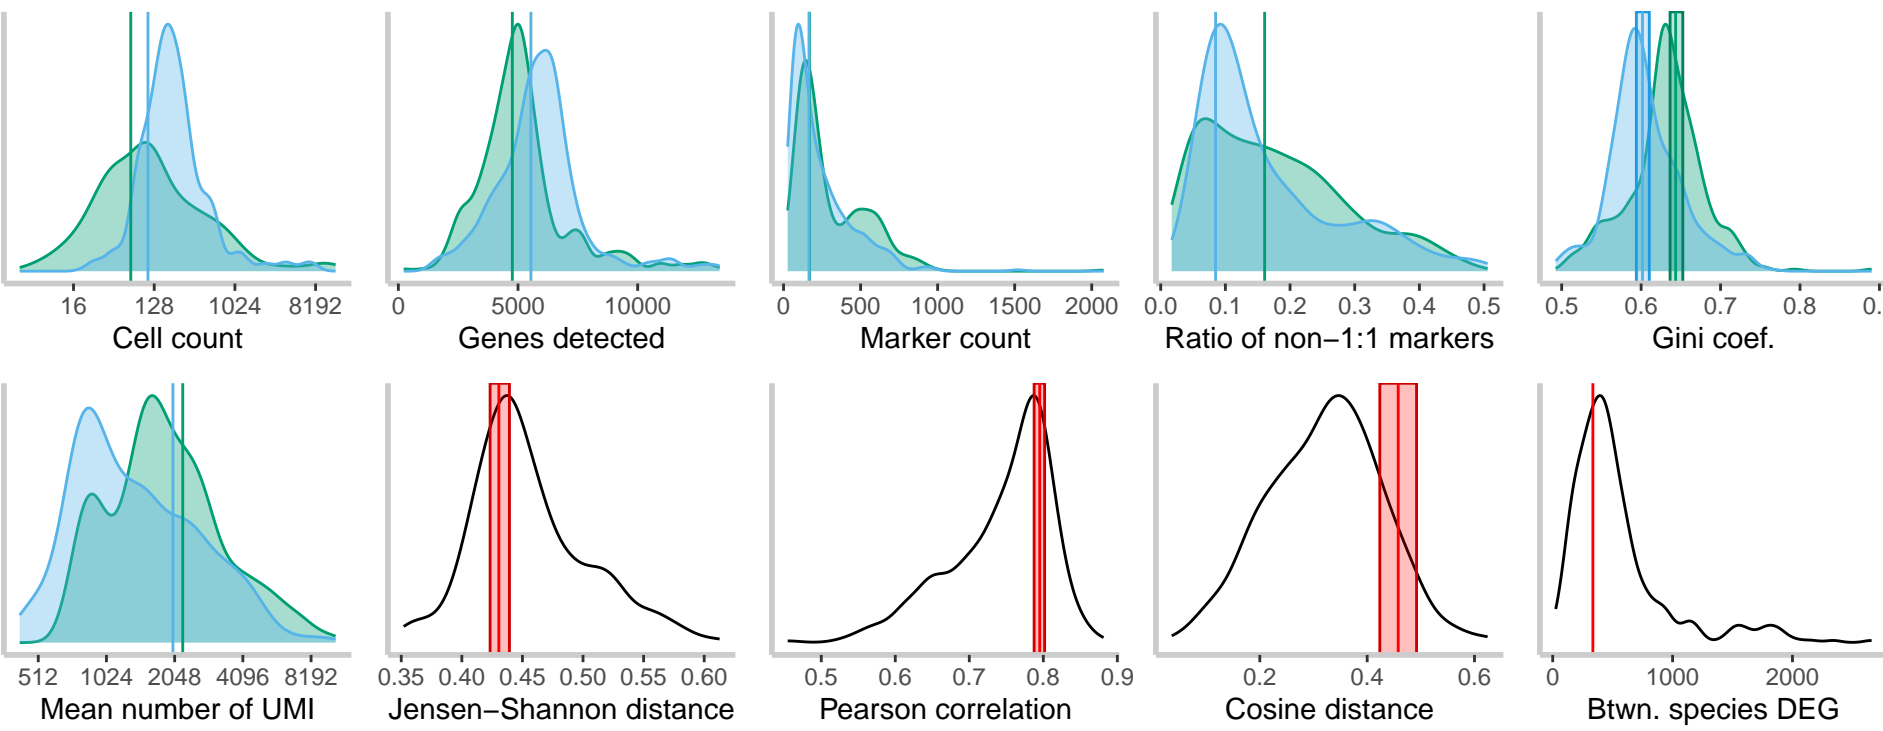 16 128 1024 8192
Cell count
0 5000 10000
Genes detected
0 500 1000 1500 2000
Marker count
0.0 0.1 0.2 0.3 0.4 0.5
Ratio of non−1:1 markers
0.5 0.6 0.7 0.8 0.
Gini coef.
512 1024 2048 4096 8192
Mean number of UMI
0.35 0.40 0.45 0.50 0.55 0.60
Jensen−Shannon distance
0.5 0.6 0.7 0.8 0.9
Pearson correlation
0.2 0.4 0.6
Cosine distance
0 1000 2000
Btwn. species DEG